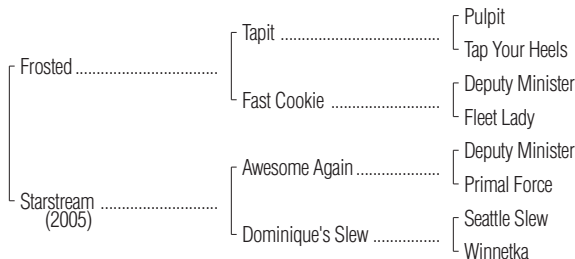 Pulpit
Tapit ........................................
Tap Your Heels
Frosted .......................................
Deputy Minister
Fast Cookie .............................
Fleet Lady
Deputy Minister
Awesome Again ......................
Primal Force
Starstream ................................
(2005)
Seattle Slew
Dominique's Slew .................
Winnetka